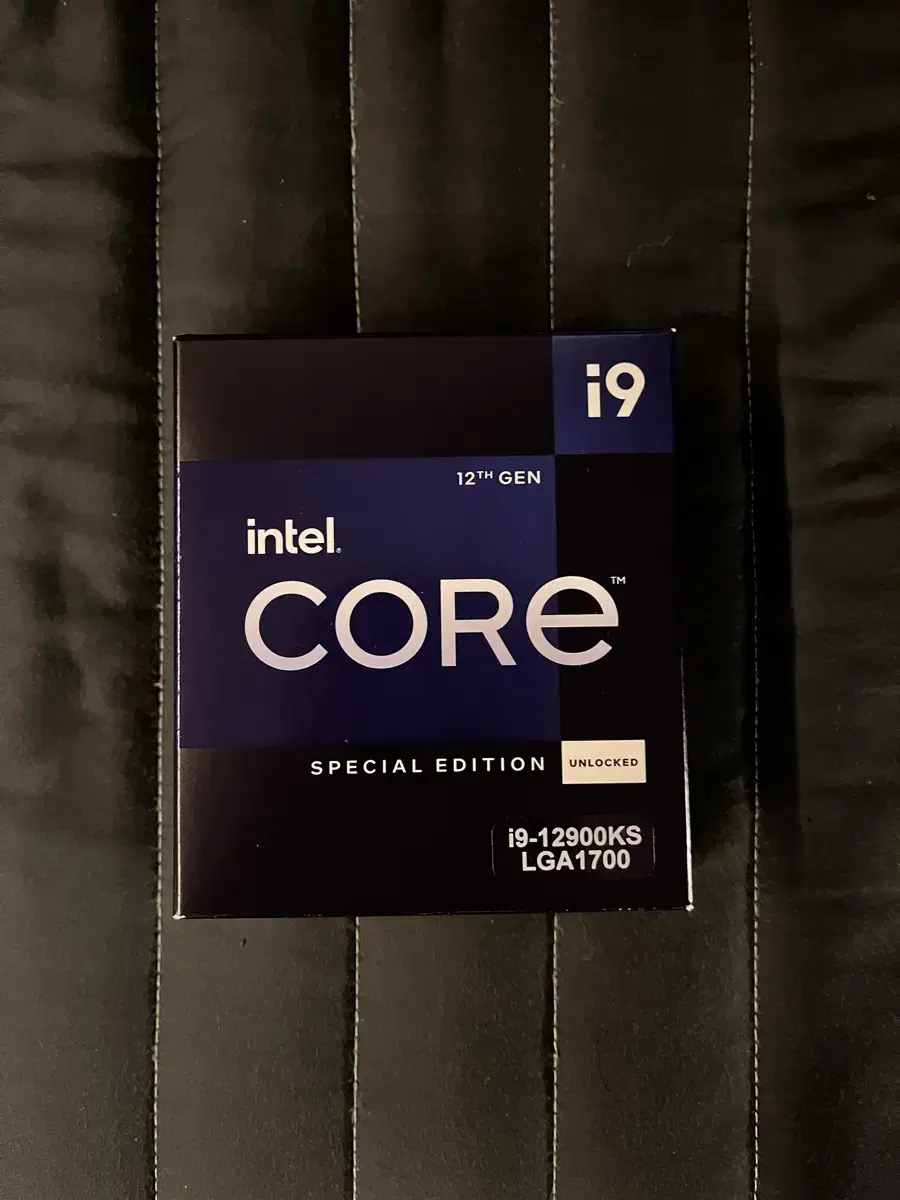 i9
12TH GEN
intel.
CORE™
SPECIAL EDITION UNLOCKED
i9-12900KS
LGA1700